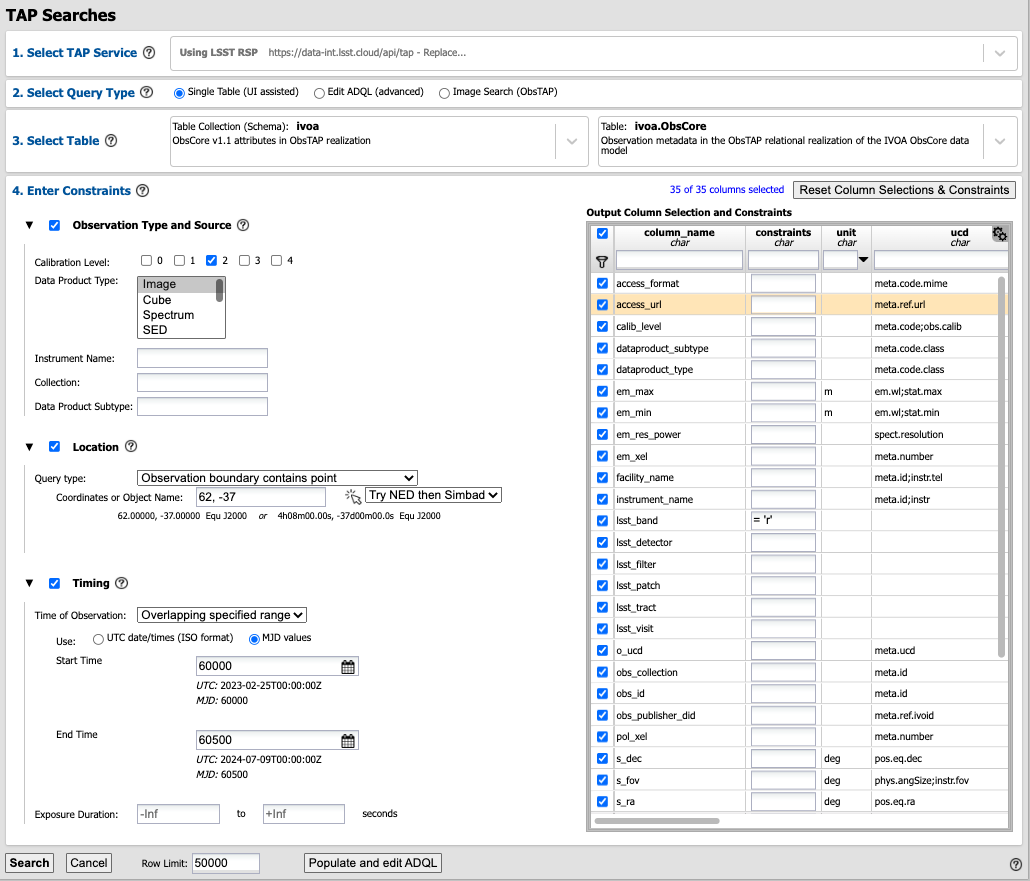 TAP Searches
1. Select TAP Service ?
Using LSST RSP https://data-int.lsst.cloud/api/tap - Replace...
2. Select Query Type ? Single Table (UI assisted) Edit ADQL (advanced) Image Search (ObsTAP)
3. Select Table ?
Table Collection (Schema): ivoa
ObsCore v1.1 attributes in ObsTAP realization
Table: ivoa.ObsCore
Observation metadata in the ObsTAP relational realization of the IVOA ObsCore data
model
4. Enter Constraints ?
35 of 35 columns selected Reset Column Selections & Constraints
Observation Type and Source ?
Calibration Level: 0 1 2 3 4
Data Product Type: Image
Cube
Spectrum
SED
Instrument Name:
Collection:
Data Product Subtype:
Location ?
Query type: Observation boundary contains point
Coordinates or Object Name: 62, -37 Try NED then Simbad
62.00000, -37.00000 Equ J2000 or 4h08m00.00s, -37d00m00.0s Equ J2000
Timing ?
Time of Observation: Overlapping specified range
Use: UTC date/times (ISO format) MJD values
Start Time
60000
UTC: 2023-02-25T00:00:00Z
MJD: 60000
End Time
60500
UTC: 2024-07-09T00:00:00Z
MJD: 60500
Exposure Duration: -Inf to +Inf seconds
Output Column Selection and Constraints
column_name constraints unit ucd
char char char char
access_format meta.code.mime
access_url meta.ref.url
calib_level meta.code;obs.calib
dataproduct_subtype meta.code.class
dataproduct_type meta.code.class
em_max m em.wl;stat.max
em_min m em.wl;stat.min
em_res_power spect.resolution
em_xel meta.number
facility_name meta.id;instr.tel
instrument_name meta.id;instr
lsst_band = 'r'
lsst_detector
lsst_filter
lsst_patch
lsst_tract
lsst_visit
o_ucd meta.ucd
obs_collection meta.id
obs_id meta.id
obs_publisher_did meta.ref.ivoid
pol_xel meta.number
s_dec deg pos.eq.dec
s_fov deg phys.angSize;instr.fov
s_ra deg pos.eq.ra
Search Cancel Row Limit: 50000 Populate and edit ADQL ?